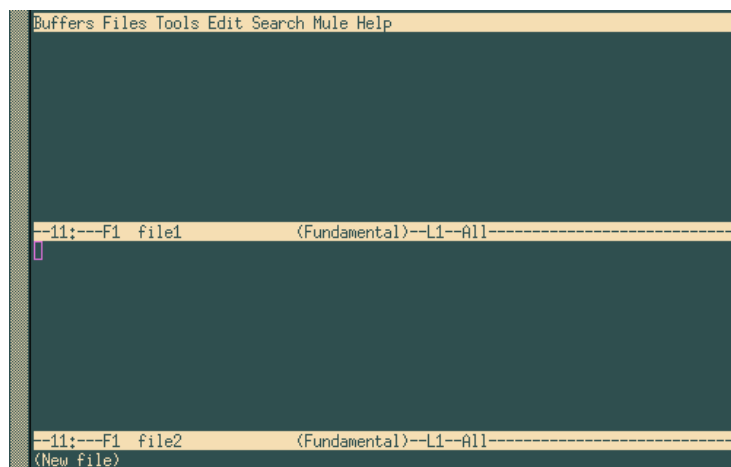 Buffers Files Tools Edit Search Mule Help
--11:---F1  file1             (Fundamental)--L1--All---------------------------
--11:---F1  file2             (Fundamental)--L1--All---------------------------
(New file)